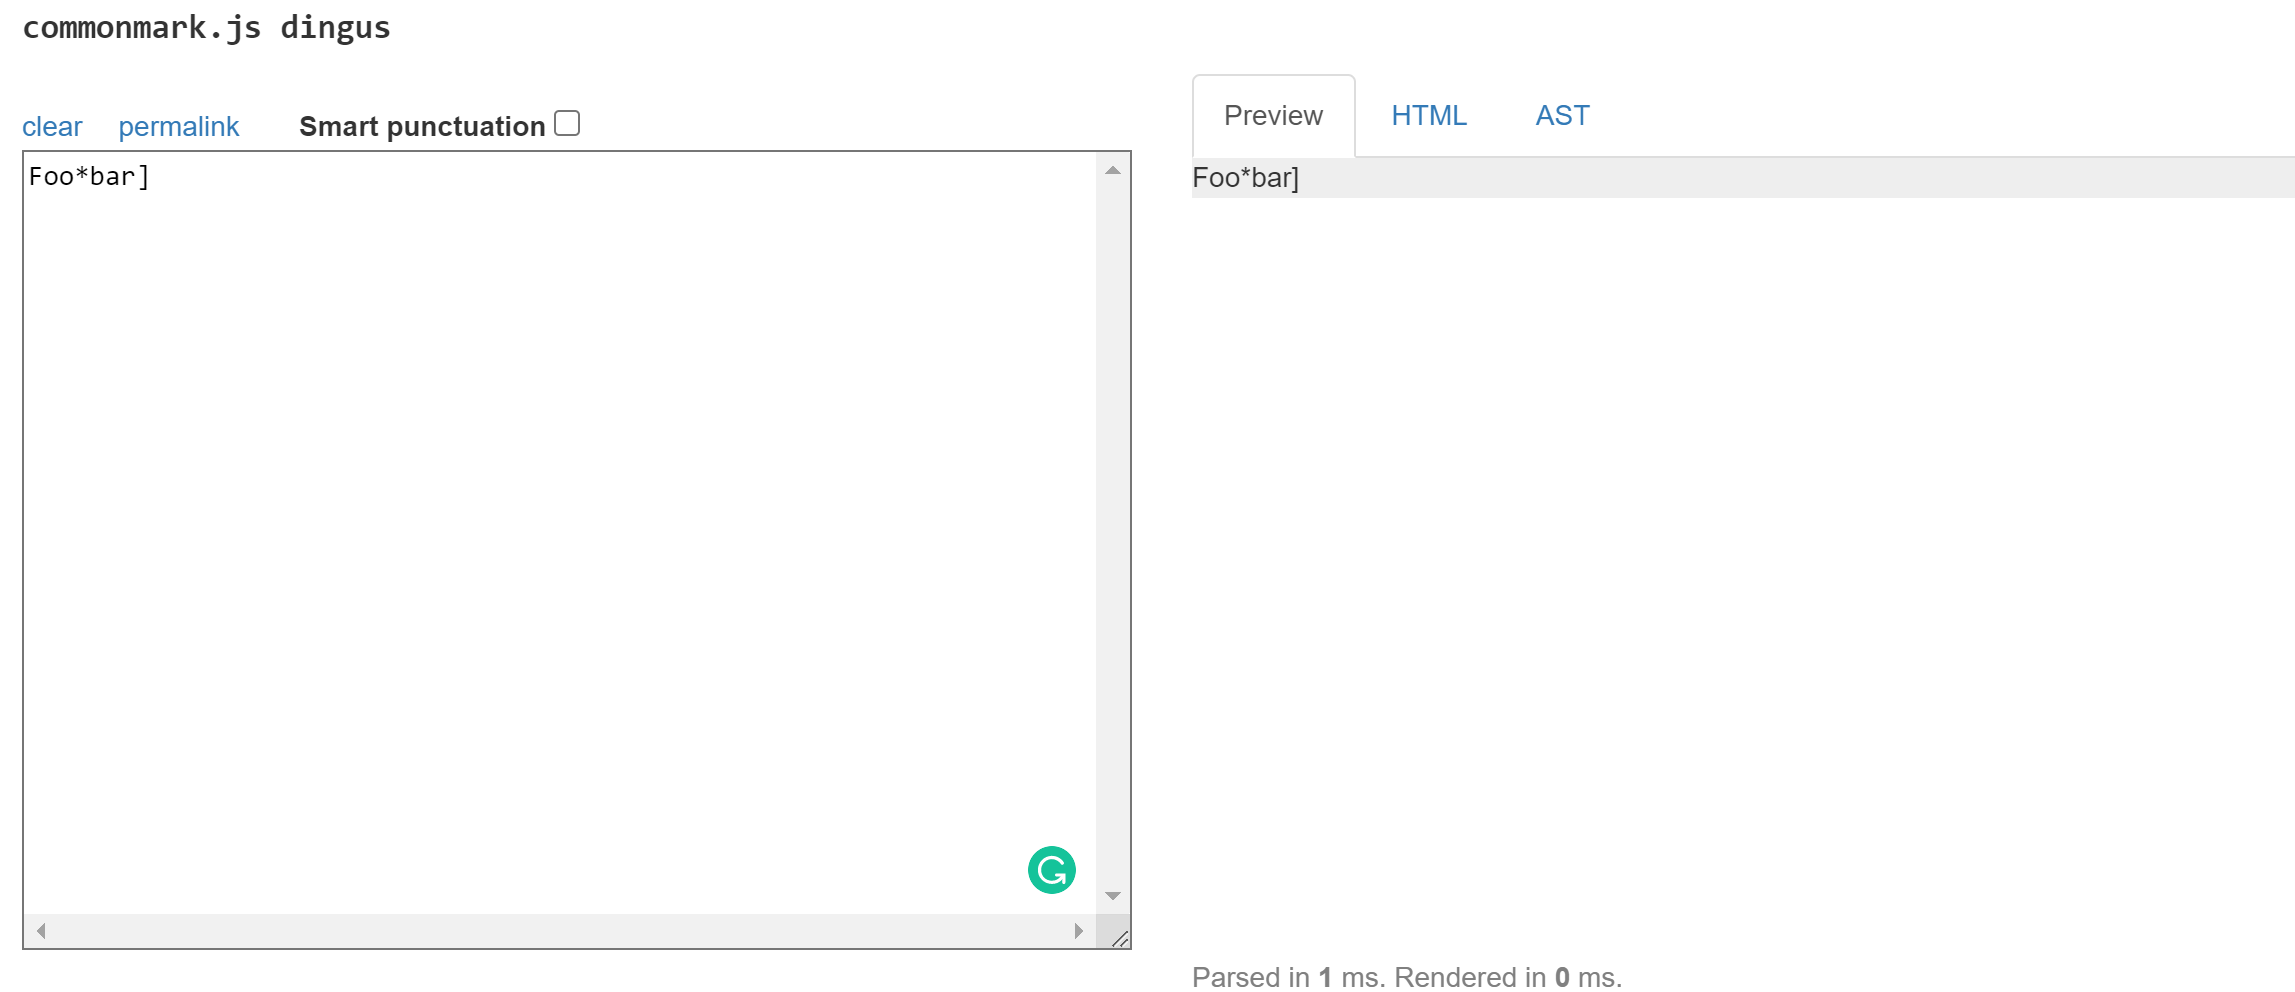 commonmark.js dingus
clear permalink Smart punctuation
Foo*bar]
Preview HTML AST
Foo*bar]
Parsed in 1 ms. Rendered in 0 ms.